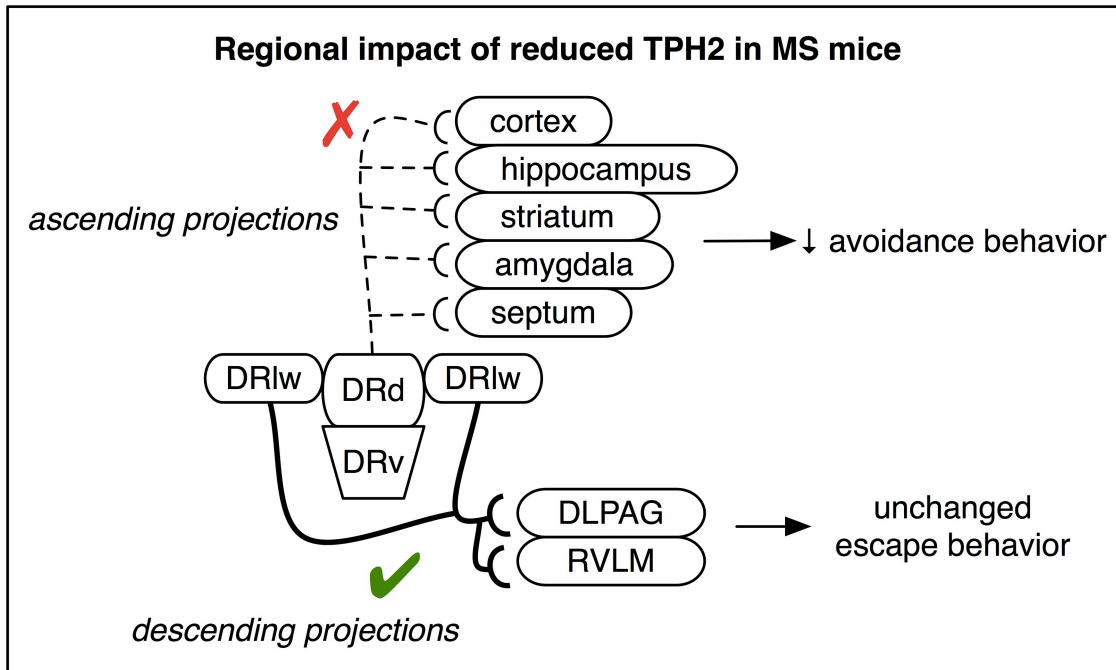 Regional impact of reduced TPH2 in MS mice
cortex
hippocampus
ascending projections
striatum
↓ avoidance behavior
amygdala
septum
DRlw
DRd
DRlw
DRv
DLPAG
unchanged
escape behavior
RVLM
descending projections